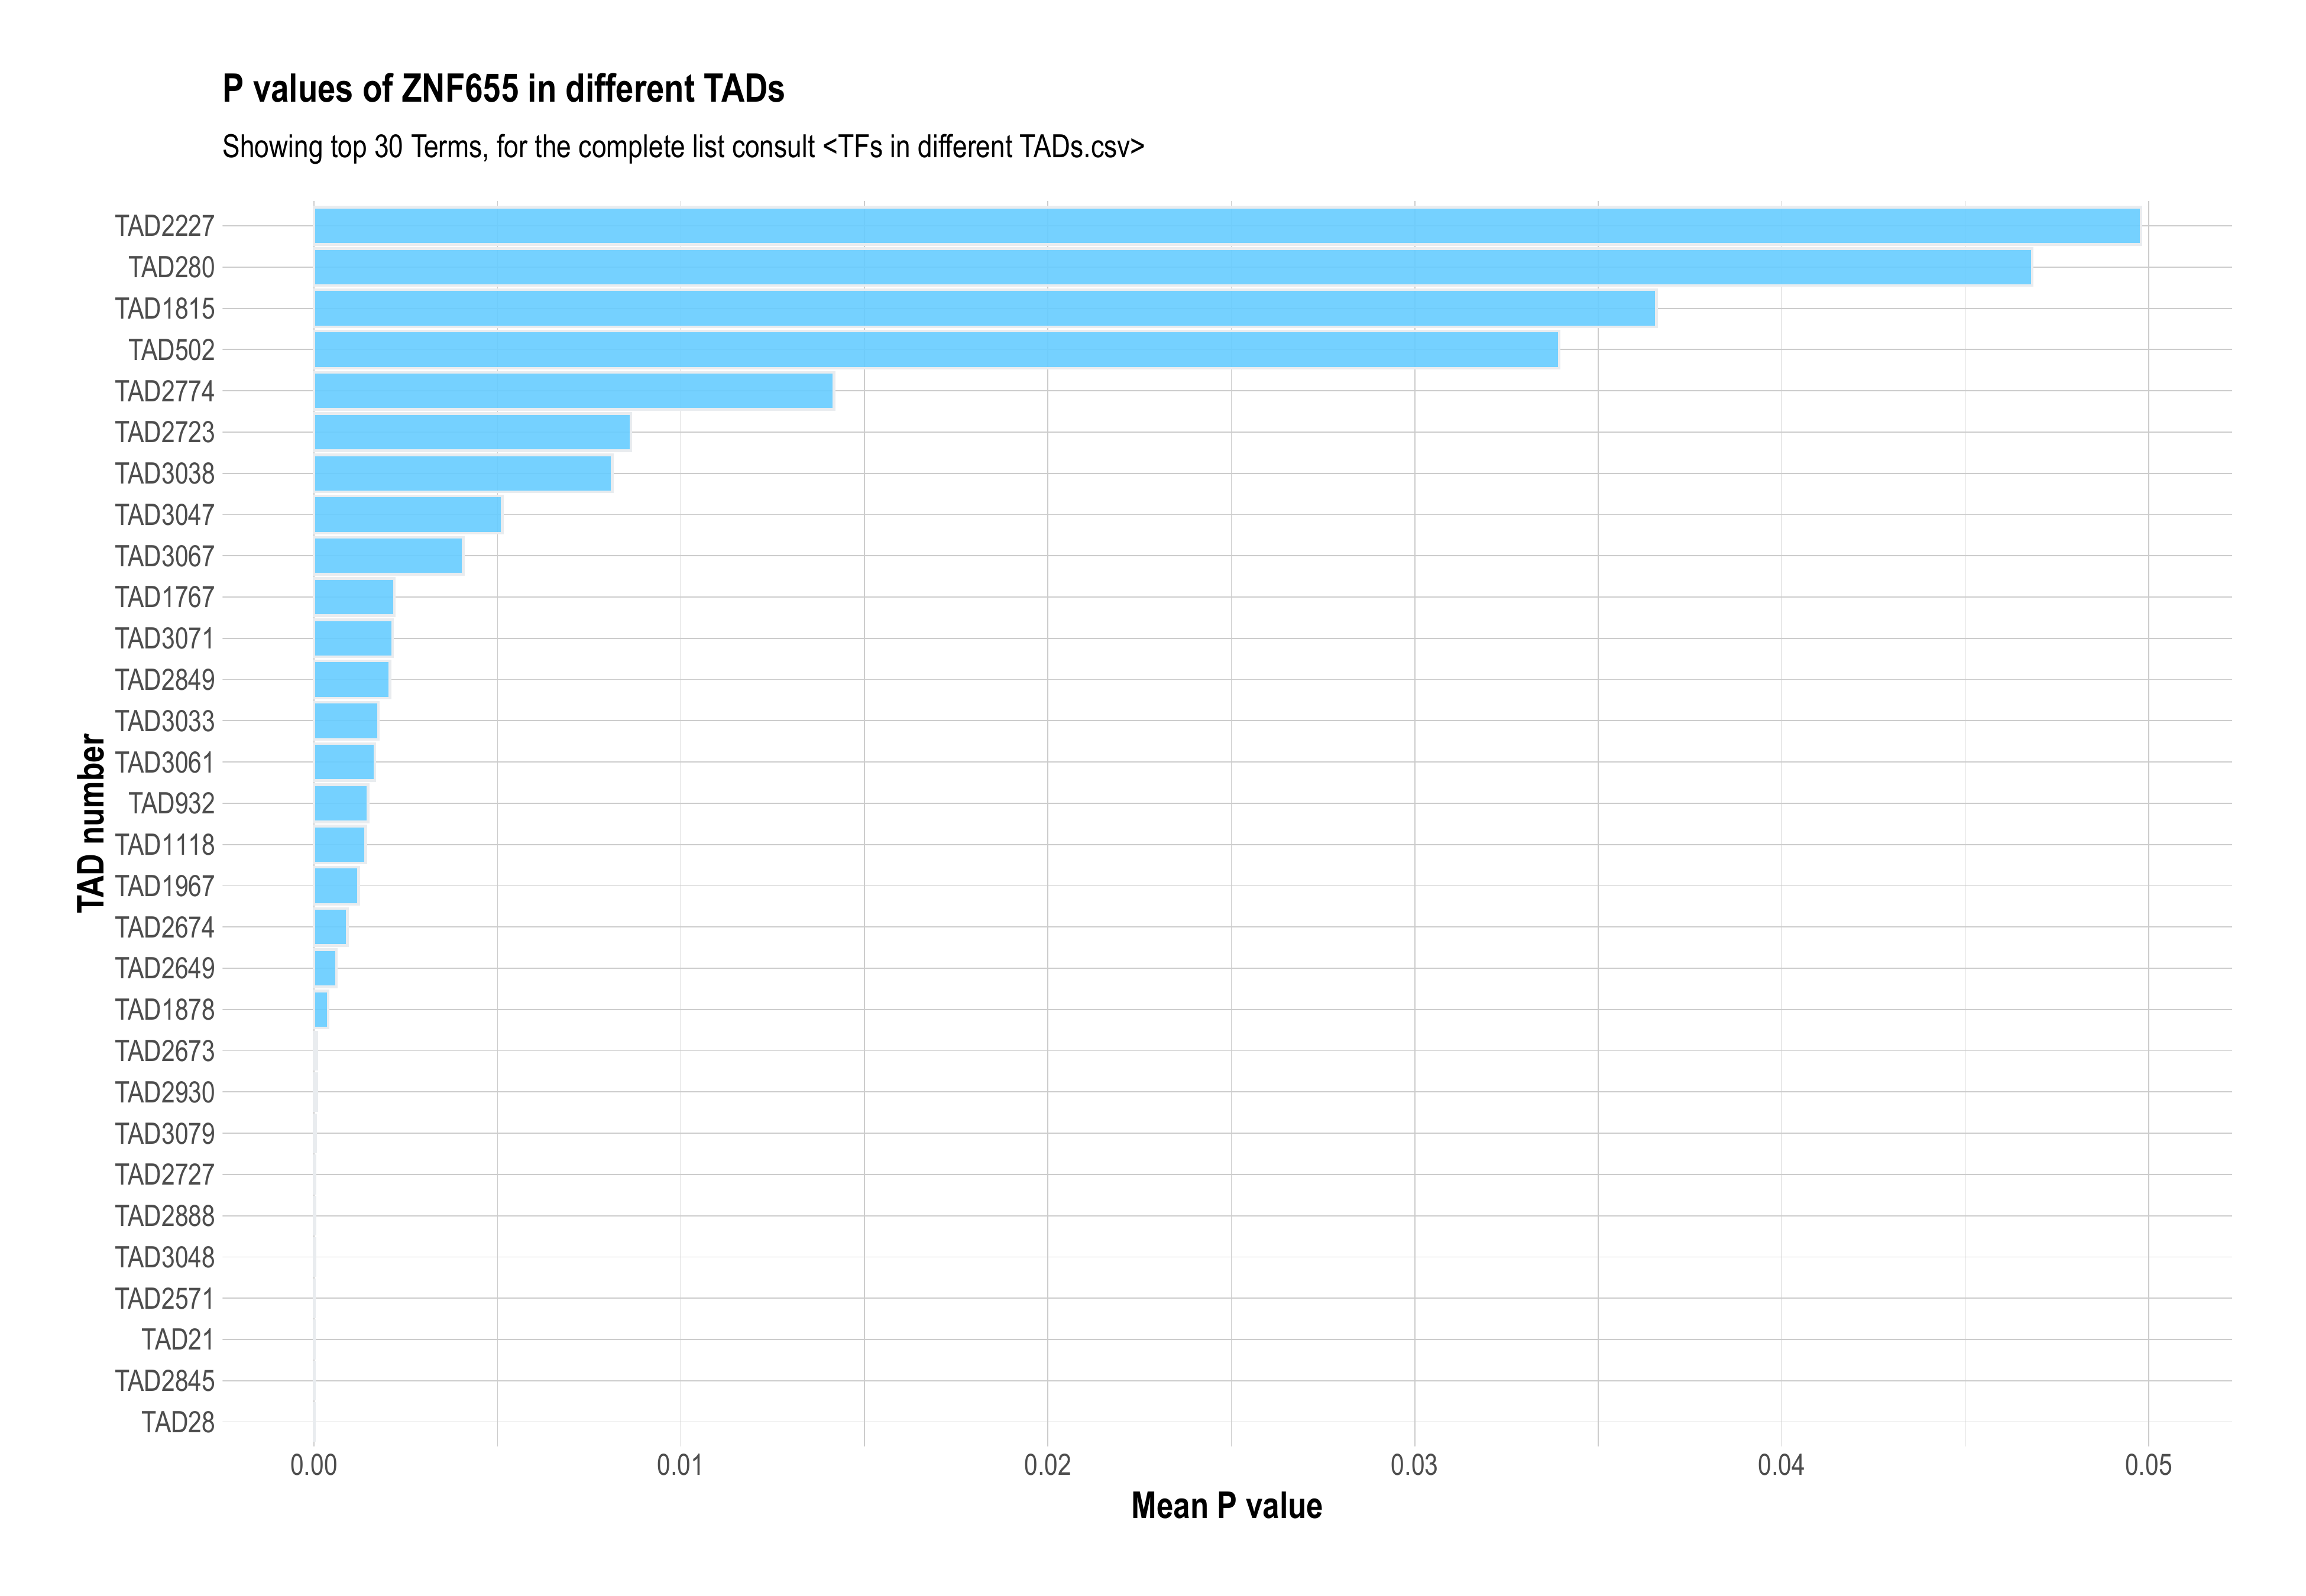 P values of ZNF655 in different TADs
Showing top 30 Terms, for the complete list consult <TFs in different TADs.csv>
TAD number
TAD2227
TAD280
TAD1815
TAD502
TAD2774
TAD2723
TAD3038
TAD3047
TAD3067
TAD1767
TAD3071
TAD2849
TAD3033
TAD3061
TAD932
TAD1118
TAD1967
TAD2674
TAD2649
TAD1878
TAD2673
TAD2930
TAD3079
TAD2727
TAD2888
TAD3048
TAD2571
TAD21
TAD2845
TAD28
0.00 0.01 0.02 0.03 0.04 0.05
Mean P value